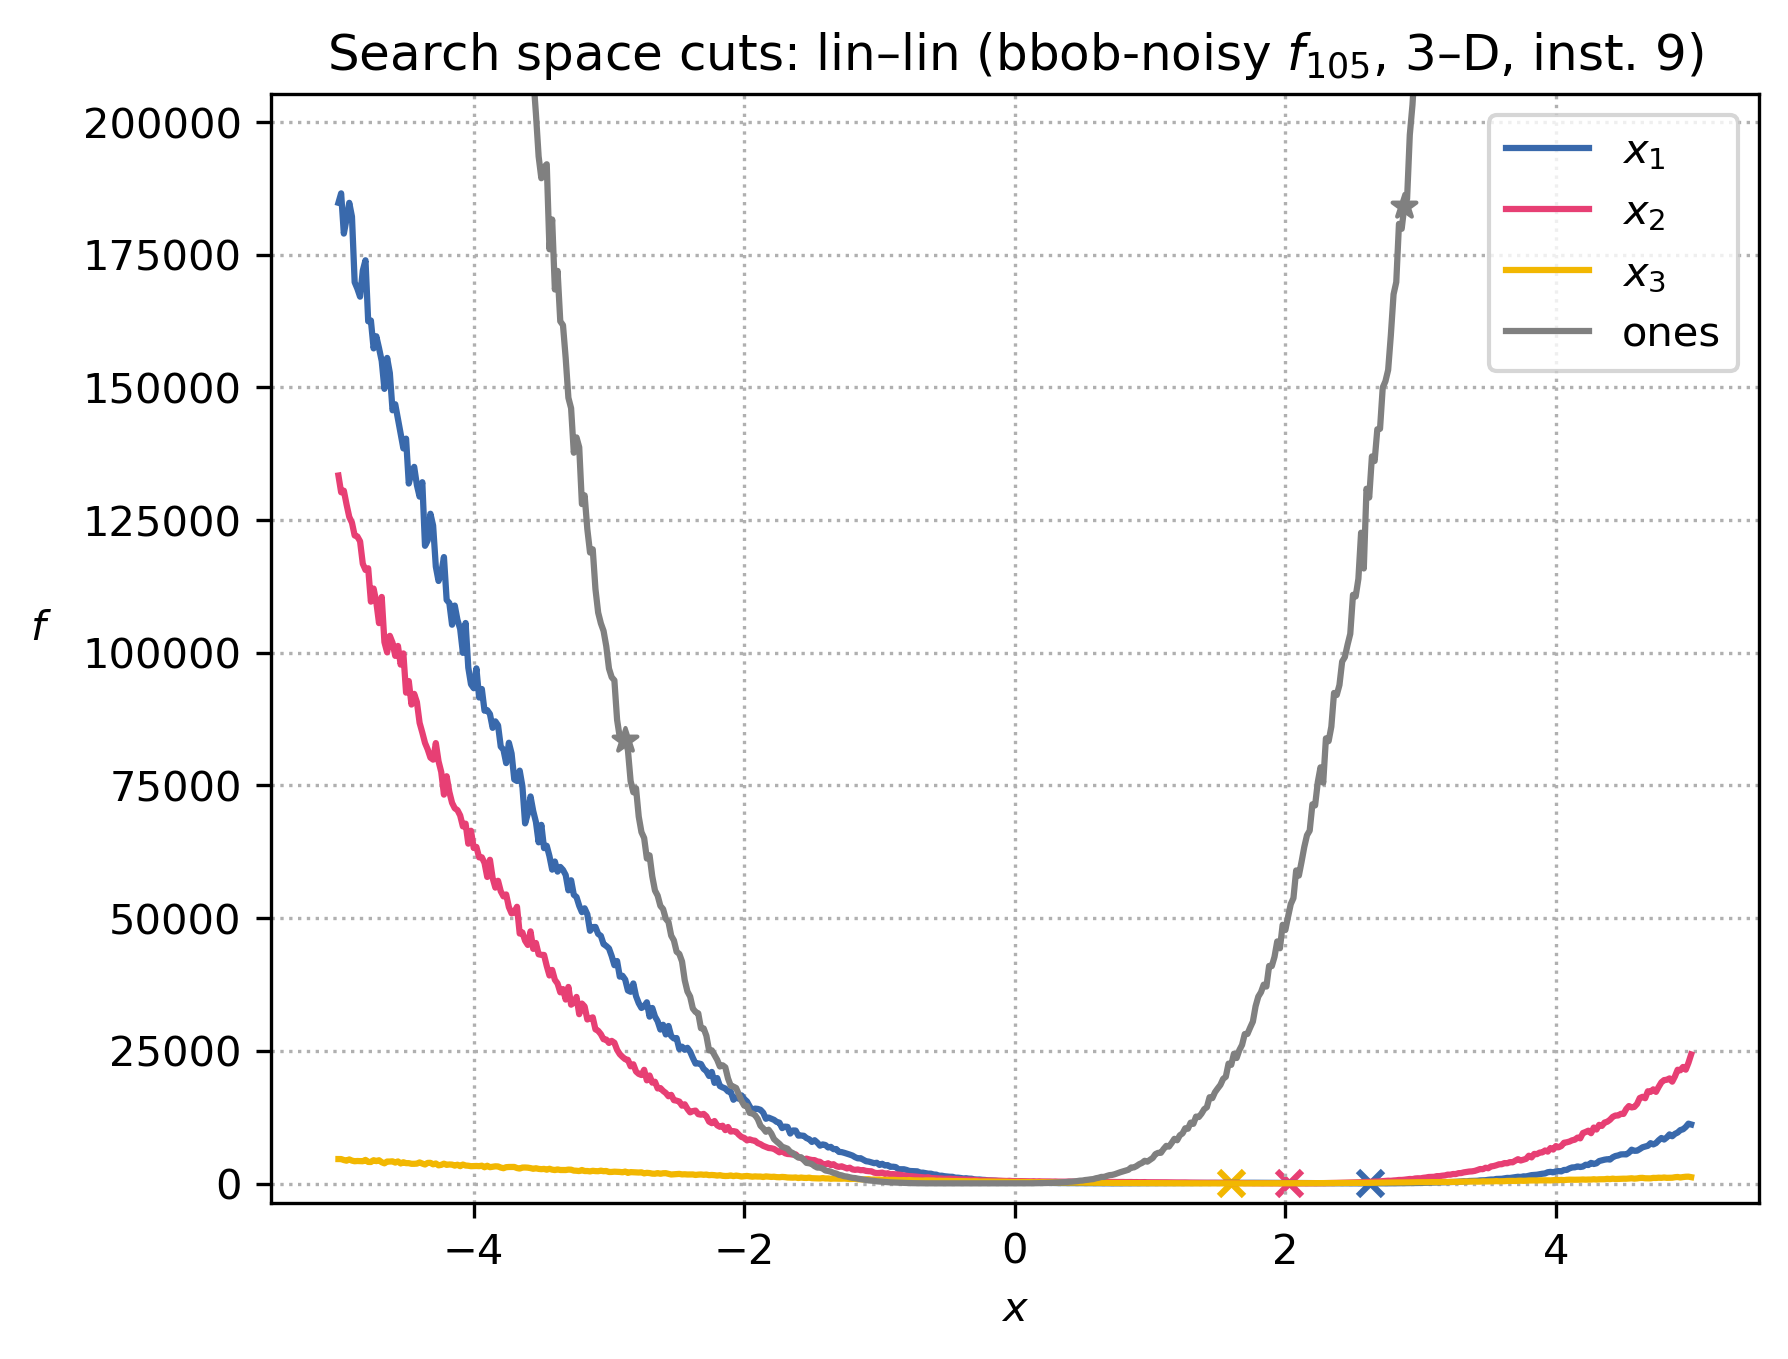 Search space cuts: lin–lin (bbob-noisy f₁₀₅, 3–D, inst. 9)
200000
175000
150000
125000
100000
75000
50000
25000
0
f
−4
−2
0
2
4
x
x₁
x₂
x₃
ones